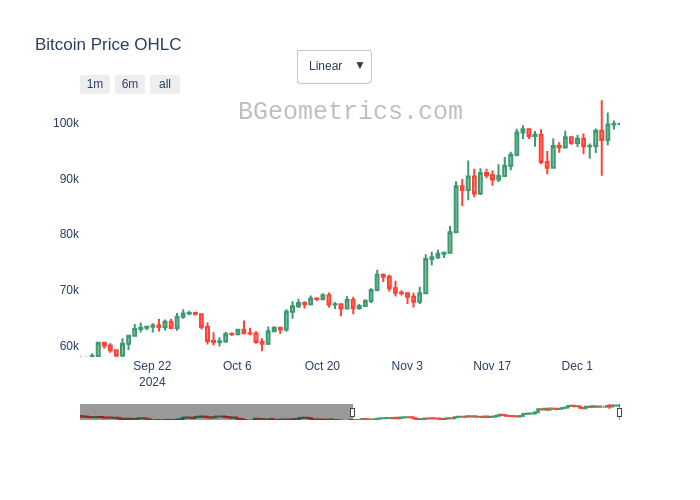 Bitcoin Price OHLC
Linear ▼
1m 6m all
BGeometrics.com
100k
90k
80k
70k
60k
Sep 22 Oct 6 Oct 20 Nov 3 Nov 17 Dec 1
2024